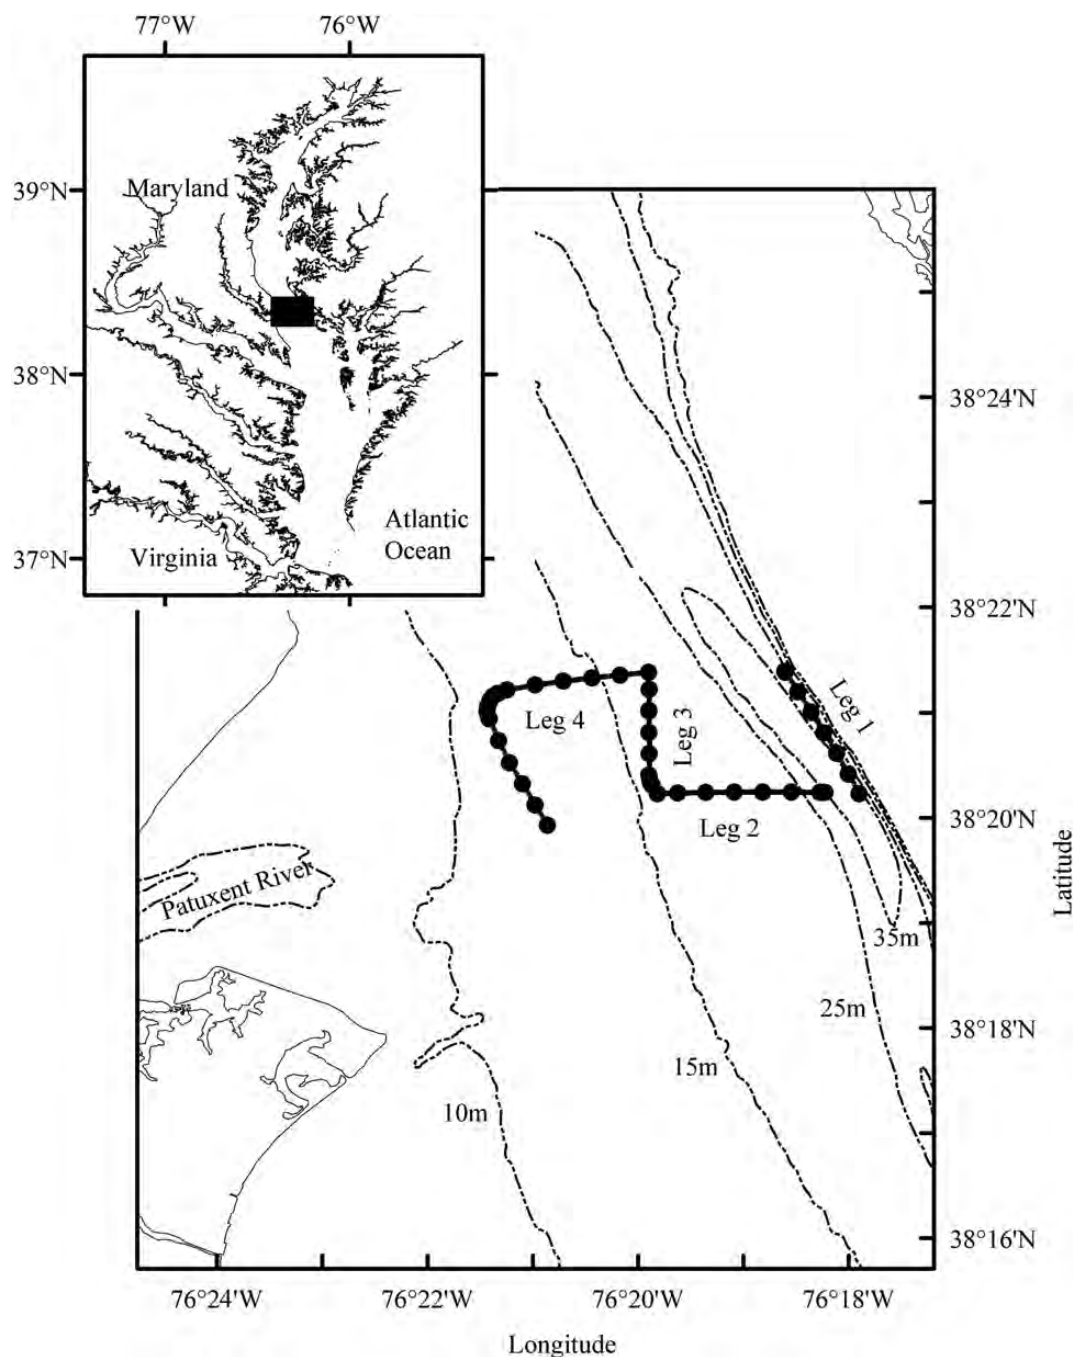 77°W 76°W
39°N
Maryland
38°N
37°N
Virginia
Atlantic
Ocean
38°24'N
38°22'N
38°20'N
38°18'N
38°16'N
Latitude
Leg 1
Leg 2
Leg 3
Leg 4
Patuxent River
35m
25m
15m
10m
76°24'W 76°22'W 76°20'W 76°18'W
Longitude